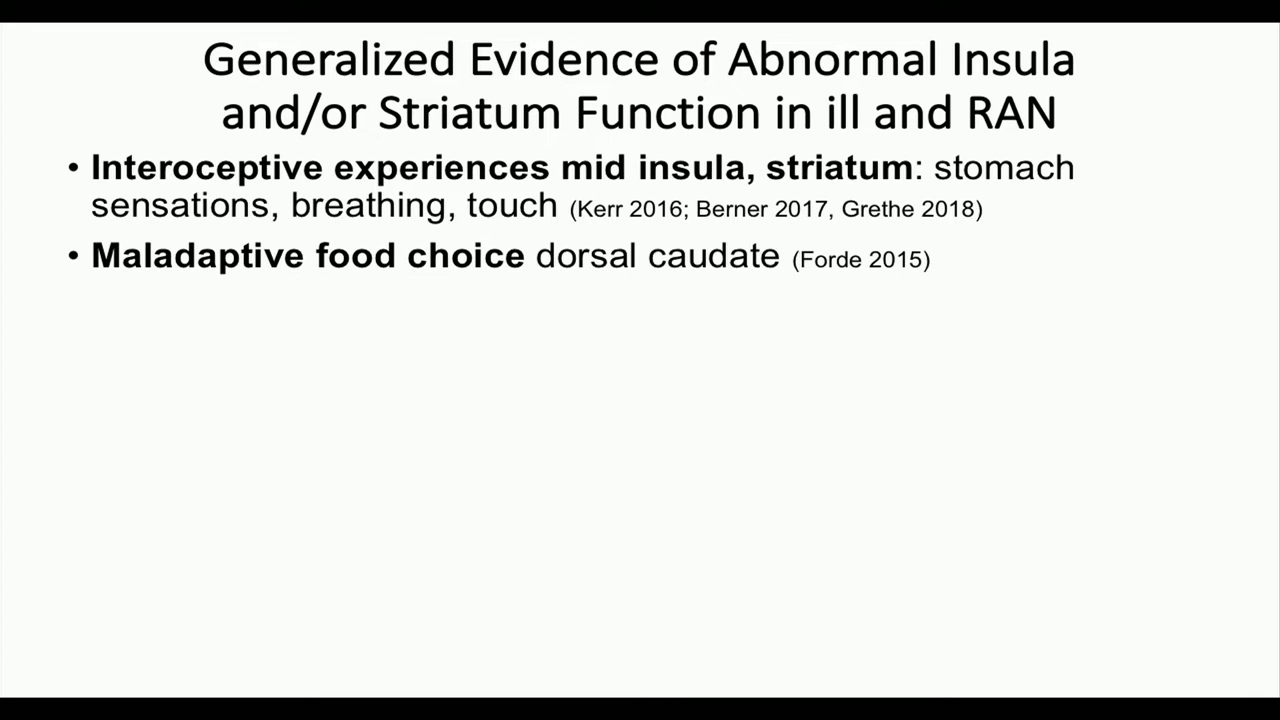 Generalized Evidence of Abnormal Insula
and/or Striatum Function in ill and RAN
• Interoceptive experiences mid insula, striatum: stomach
sensations, breathing, touch (Kerr 2016; Berner 2017, Grethe 2018)
• Maladaptive food choice dorsal caudate (Forde 2015)